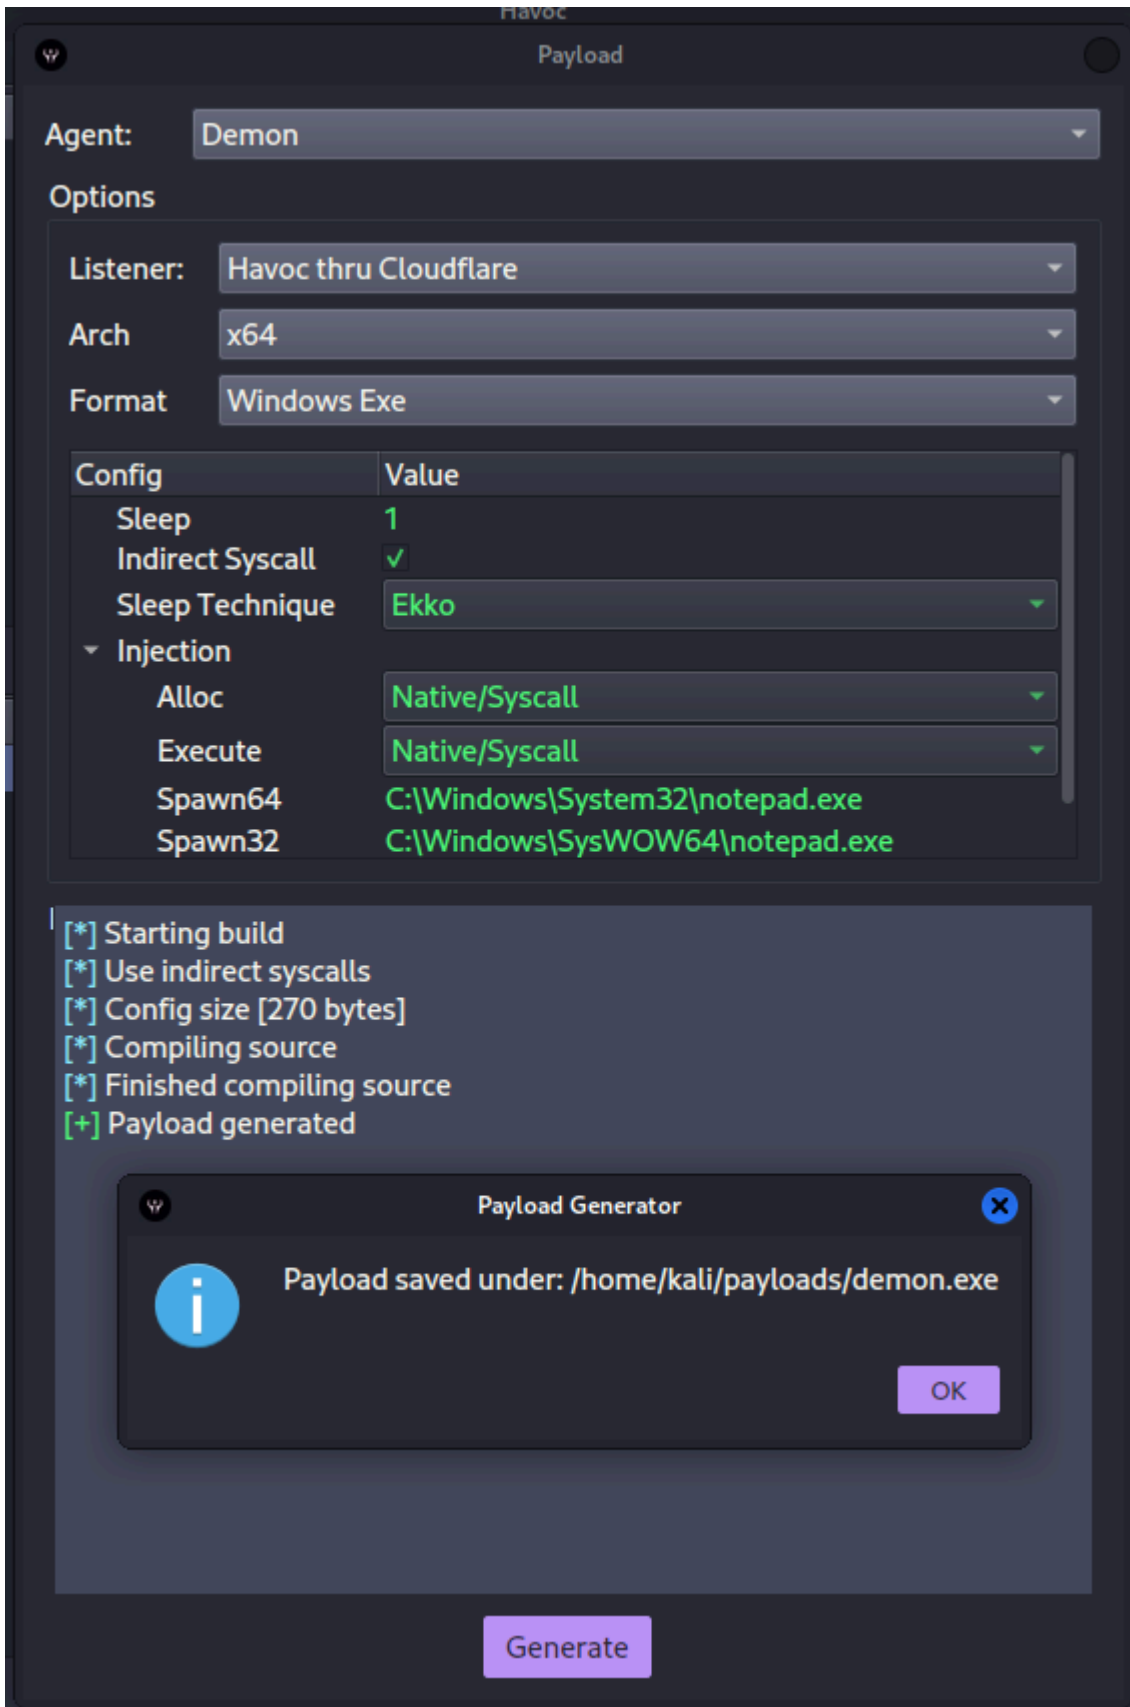 Havoc
Payload
Agent: Demon
Options
Listener: Havoc thru Cloudflare
Arch x64
Format Windows Exe
Config Value
Sleep 1
Indirect Syscall ✓
Sleep Technique Ekko
Injection
Alloc Native/Syscall
Execute Native/Syscall
Spawn64 C:\Windows\System32\notepad.exe
Spawn32 C:\Windows\SysWOW64\notepad.exe
[*] Starting build
[*] Use indirect syscalls
[*] Config size [270 bytes]
[*] Compiling source
[*] Finished compiling source
[+] Payload generated
Payload Generator
Payload saved under: /home/kali/payloads/demon.exe
OK
Generate